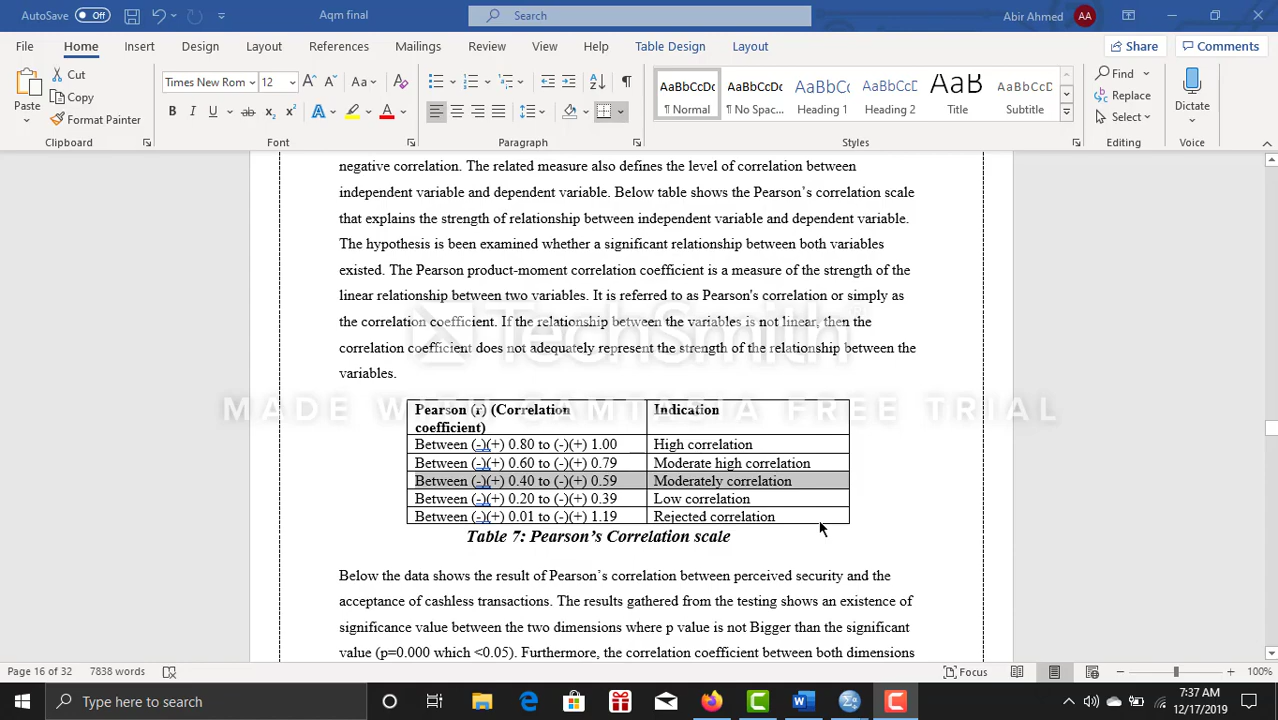 AutoSave Off Aqm final Search Abir Ahmed AA
File Home Insert Design Layout References Mailings Review View Help Table Design Layout Share Comments
Paste Cut Copy Format Painter Clipboard
Times New Rom 12 Aa
B I U ab x₂ x² A A Font
Paragraph
AaBbCcDc ¶ Normal AaBbCcDc ¶ No Spac... AaBbCc Heading 1 AaBbCcD Heading 2 AaB Title AaBbCcD Subtitle Styles
Find Replace Select Editing
Dictate Voice
negative correlation. The related measure also defines the level of correlation between
independent variable and dependent variable. Below table shows the Pearson's correlation scale
that explains the strength of relationship between independent variable and dependent variable.
The hypothesis is been examined whether a significant relationship between both variables
existed. The Pearson product-moment correlation coefficient is a measure of the strength of the
linear relationship between two variables. It is referred to as Pearson's correlation or simply as
the correlation coefficient. If the relationship between the variables is not linear, then the
correlation coefficient does not adequately represent the strength of the relationship between the
variables.
TechSmith
MADE WITH CAMTASIA FREE TRIAL
Pearson (r) (Correlation coefficient) Indication
Between (-)(+) 0.80 to (-)(+) 1.00 High correlation
Between (-)(+) 0.60 to (-)(+) 0.79 Moderate high correlation
Between (-)(+) 0.40 to (-)(+) 0.59 Moderately correlation
Between (-)(+) 0.20 to (-)(+) 0.39 Low correlation
Between (-)(+) 0.01 to (-)(+) 1.19 Rejected correlation
Table 7: Pearson's Correlation scale
Below the data shows the result of Pearson's correlation between perceived security and the
acceptance of cashless transactions. The results gathered from the testing shows an existence of
significance value between the two dimensions where p value is not Bigger than the significant
value (p=0.000 which <0.05). Furthermore, the correlation coefficient between both dimensions
Page 16 of 32 7838 words Focus 100%
Type here to search
7:37 AM
12/17/2019